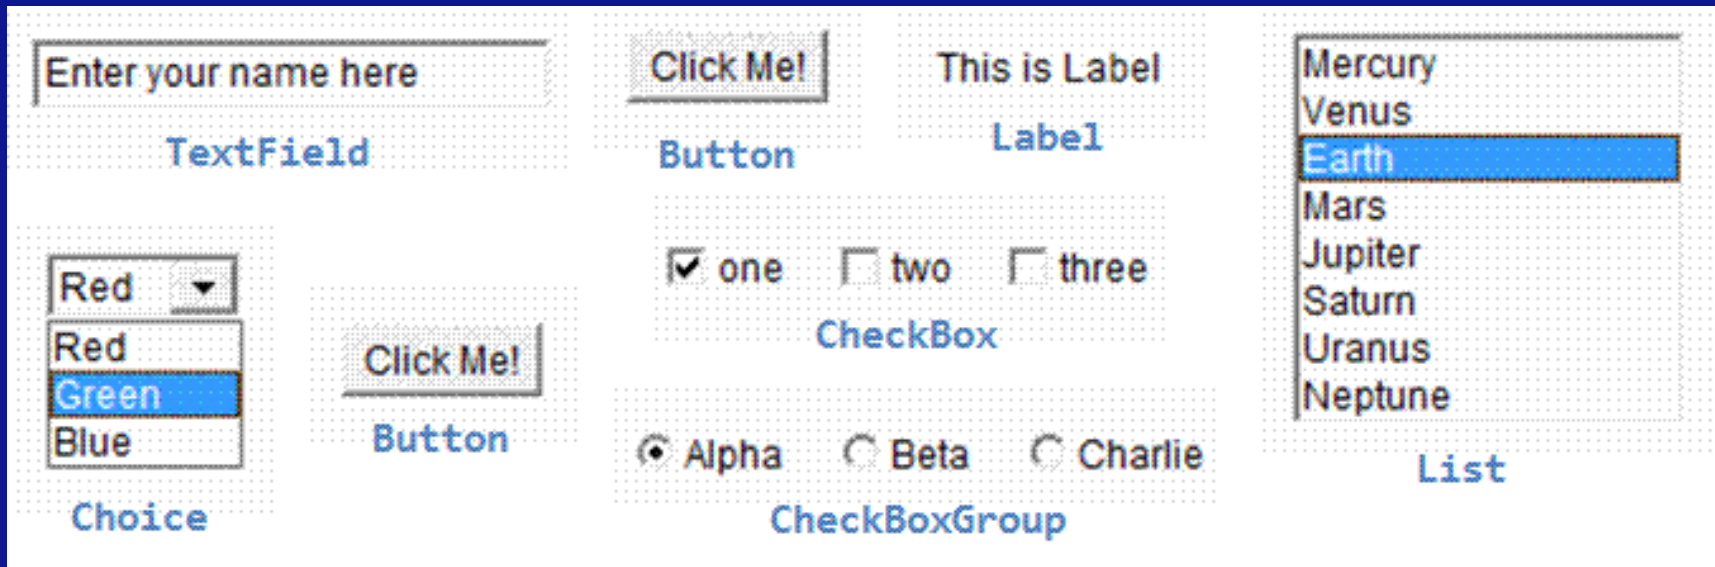 Enter your name here
TextField
Click Me!
Button
This is Label
Label
Mercury
Venus
Earth
Mars
Jupiter
Saturn
Uranus
Neptune
List
Red
Red
Green
Blue
Choice
Click Me!
Button
one two three
CheckBox
Alpha Beta Charlie
CheckBoxGroup